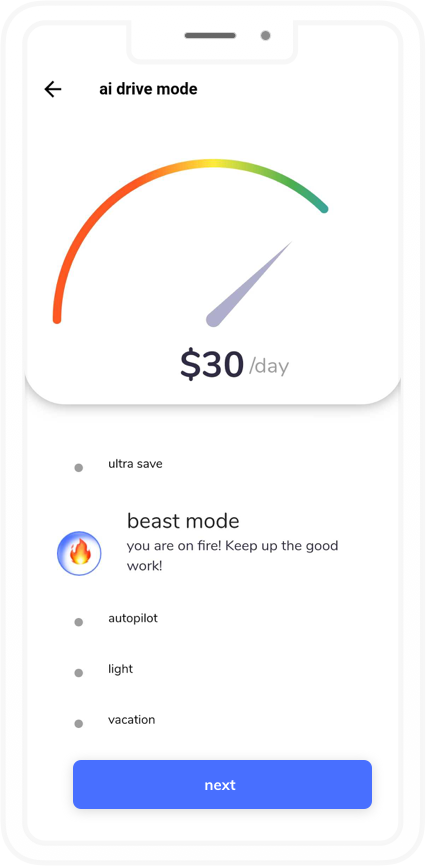 ai drive mode
$30 /day
ultra save
beast mode
you are on fire! Keep up the good
work!
autopilot
light
vacation
next